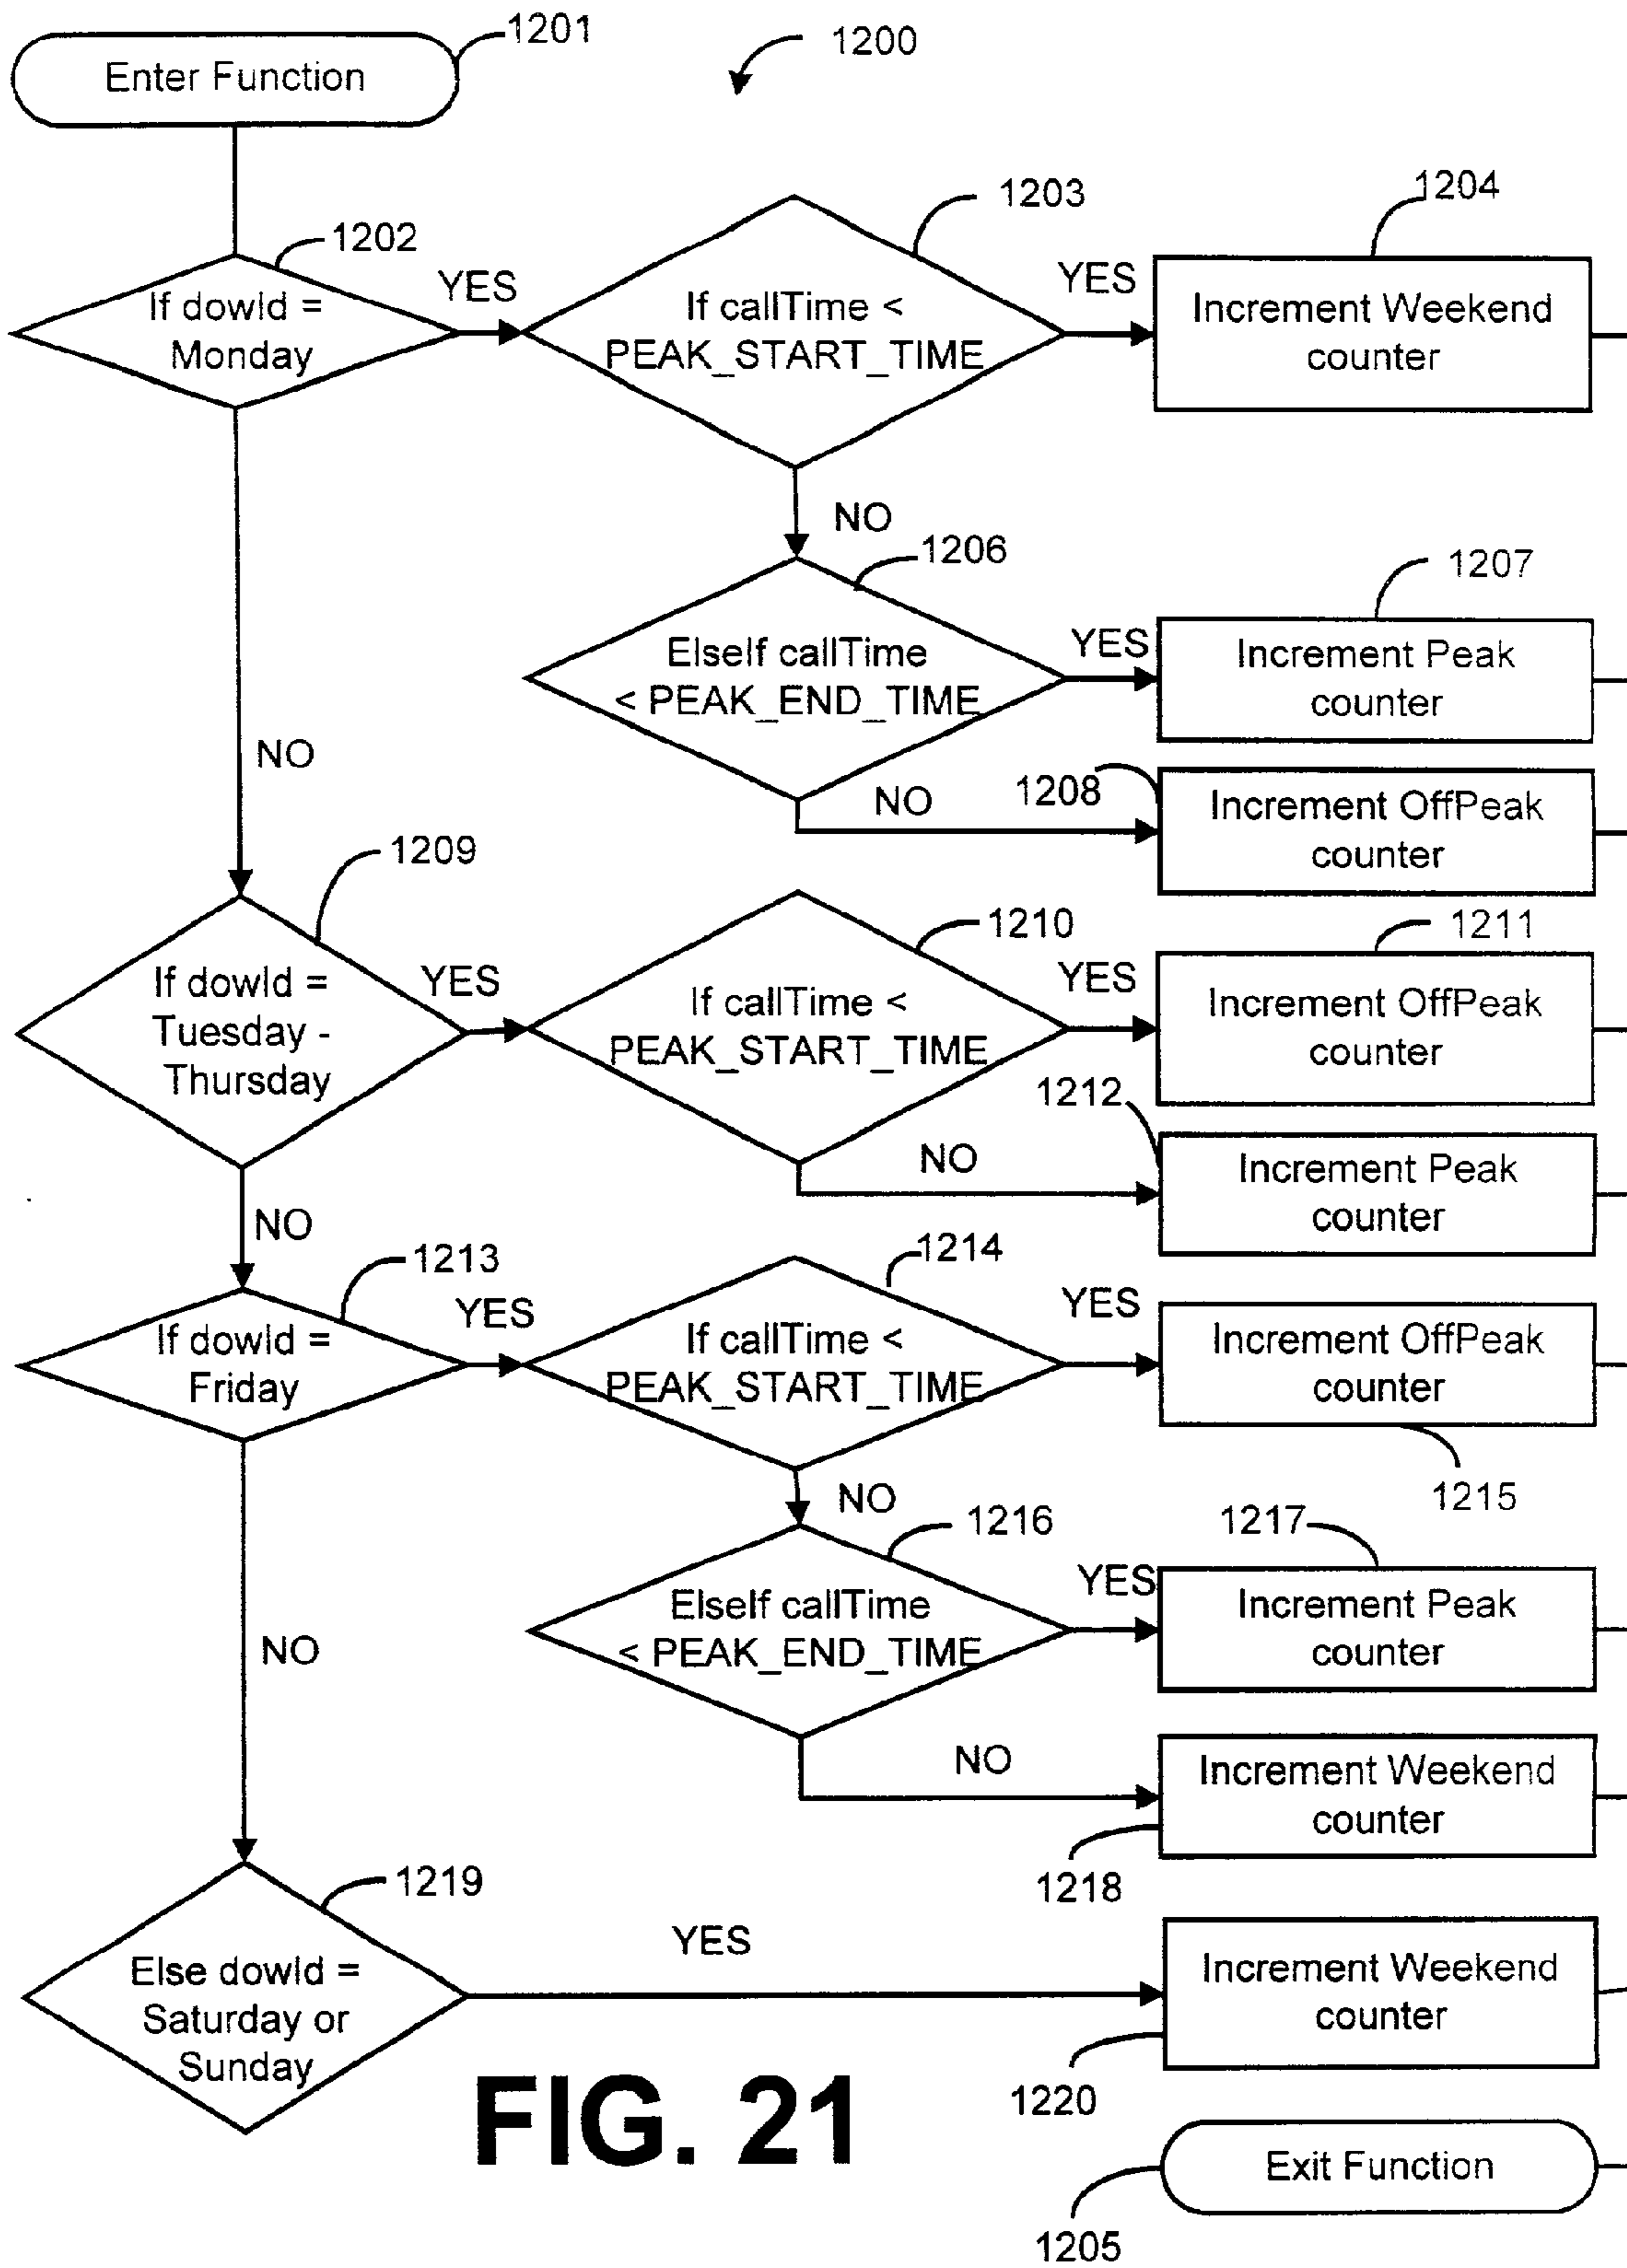 1201
Enter Function
1200
1202
If dowId =
Monday
YES
1203
If callTime <
PEAK_START_TIME
YES
1204
Increment Weekend
counter
NO
1206
ElseIf callTime
< PEAK_END_TIME
YES
1207
Increment Peak
counter
NO
1208
Increment OffPeak
counter
NO
1209
If dowId =
Tuesday -
Thursday
YES
1210
If callTime <
PEAK_START_TIME
YES
1211
Increment OffPeak
counter
NO
1212
Increment Peak
counter
NO
1213
If dowId =
Friday
YES
1214
If callTime <
PEAK_START_TIME
YES
Increment OffPeak
counter
1215
NO
1216
ElseIf callTime
< PEAK_END_TIME
YES
1217
Increment Peak
counter
NO
Increment Weekend
counter
1218
NO
1219
Else dowId =
Saturday or
Sunday
YES
Increment Weekend
counter
1220
FIG. 21
Exit Function
1205